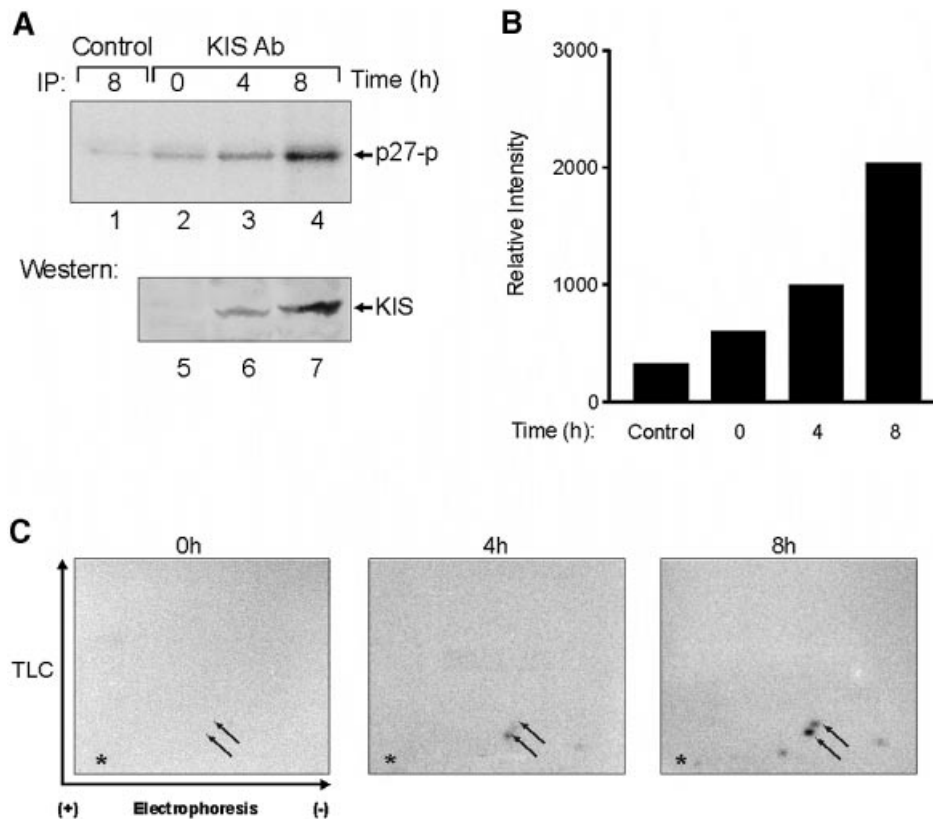 A
Control KIS Ab
IP: 8 0 4 8 Time (h)
p27-p
1 2 3 4
Western:
KIS
5 6 7
B
3000
2000
1000
0
Relative Intensity
Time (h): Control 0 4 8
C
0h 4h 8h
TLC
* * *
(+) Electrophoresis (-)